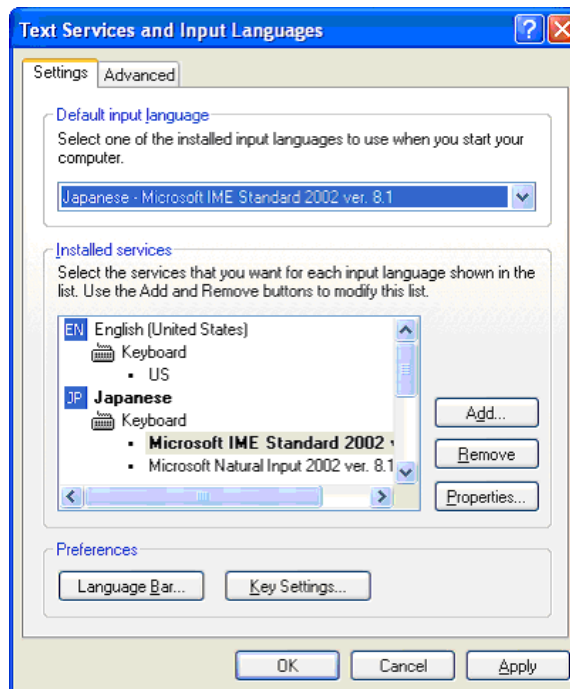 Text Services and Input Languages
Settings
Advanced
Default input language
Select one of the installed input languages to use when you start your
computer.
Japanese - Microsoft IME Standard 2002 ver. 8.1
Installed services
Select the services that you want for each input language shown in the
list. Use the Add and Remove buttons to modify this list.
EN English (United States)
Keyboard
• US
JP Japanese
Keyboard
• Microsoft IME Standard 2002
• Microsoft Natural Input 2002 ver. 8.1
Add...
Remove
Properties...
Preferences
Language Bar...
Key Settings...
OK
Cancel
Apply